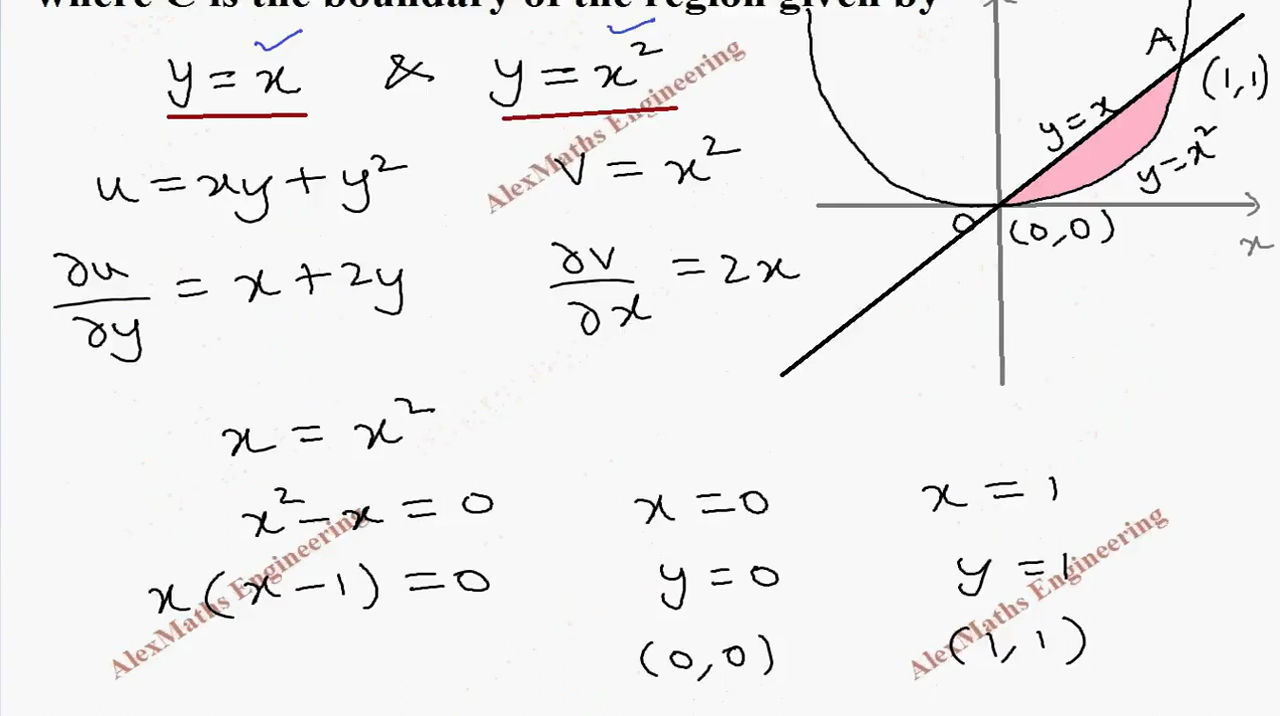 where C is the boundary of the region given by
y = x & y = x²
u = xy + y² v = x²
∂u/∂y = x + 2y ∂v/∂x = 2x
x = x²
x² − x = 0 x = 0 x = 1
x(x − 1) = 0 y = 0 y = 1
(0,0) (1,1)
A
(1,1)
y = x
y = x²
O (0,0)
x
AlexMaths Engineering
AlexMaths Engineering
AlexMaths Engineering